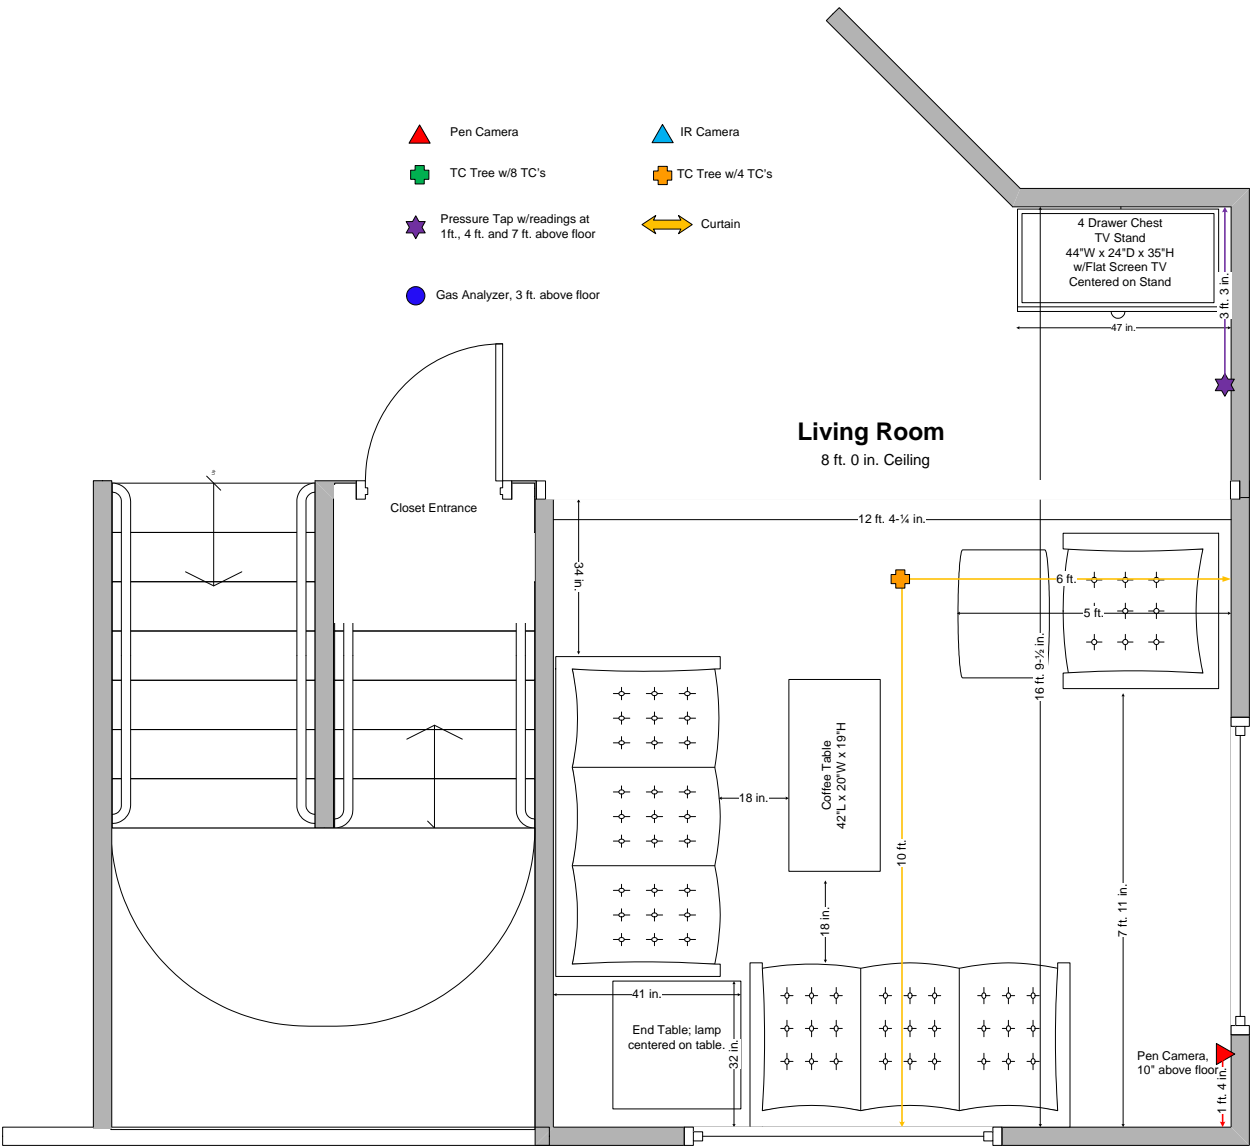 Pen Camera
IR Camera
TC Tree w/8 TC's
TC Tree w/4 TC's
Pressure Tap w/readings at
1ft., 4 ft. and 7 ft. above floor
Curtain
Gas Analyzer, 3 ft. above floor
4 Drawer Chest
TV Stand
44"W x 24"D x 35"H
w/Flat Screen TV
Centered on Stand
3 ft. 3 in.
47 in.
Living Room
8 ft. 0 in. Ceiling
Closet Entrance
12 ft. 4-¼ in.
34 in.
6 ft.
5 ft.
16 ft. 9-½ in.
Coffee Table
42"L x 20"W x 19"H
18 in.
10 ft.
18 in.
7 ft. 11 in.
41 in.
End Table; lamp
centered on table.
32 in.
Pen Camera,
10" above floor
1 ft. 4 in.